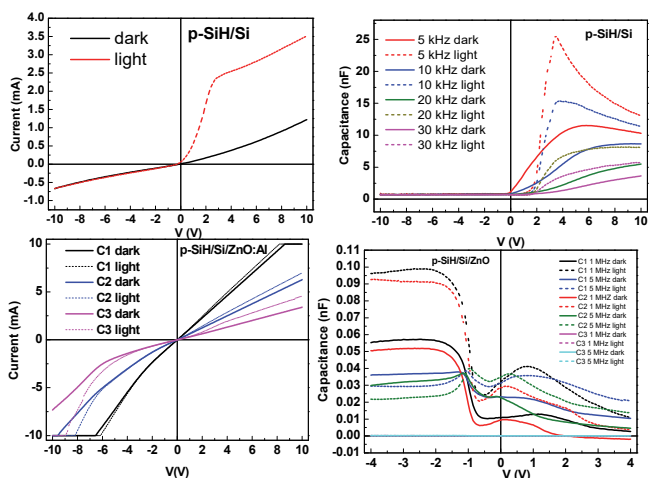 p-SiH/Si
dark
light
4.0
3.5
3.0
2.5
2.0
1.5
1.0
0.5
0.0
-0.5
-1.0
Current (mA)
-10 -8 -6 -4 -2 0 2 4 6 8 10
V (V)
p-SiH/Si
5 kHz dark
5 kHz light
10 kHz dark
10 kHz light
20 kHz dark
20 kHz light
30 kHz dark
30 kHz light
25
20
15
10
5
0
Capacitance (nF)
-10 -8 -6 -4 -2 0 2 4 6 8 10
V (V)
p-SiH/Si/ZnO:Al
C1 dark
C1 light
C2 dark
C2 light
C3 dark
C3 light
10
5
0
-5
-10
Current (mA)
-10 -8 -6 -4 -2 0 2 4 6 8 10
V(V)
p-SiH/Si/ZnO
C1 1 MHz dark
C1 1 MHz light
C1 5 MHz dark
C1 5 MHz light
C2 1 MHz dark
C2 1 MHz light
C2 5 MHz dark
C2 5 MHz light
C3 1 MHz dark
C3 1 MHz light
C3 5 MHz dark
C3 5 MHz light
0.10
0.09
0.08
0.07
0.06
0.05
0.04
0.03
0.02
0.01
0.00
-0.01
Capacitance (nF)
-4 -3 -2 -1 0 1 2 3 4
V (V)